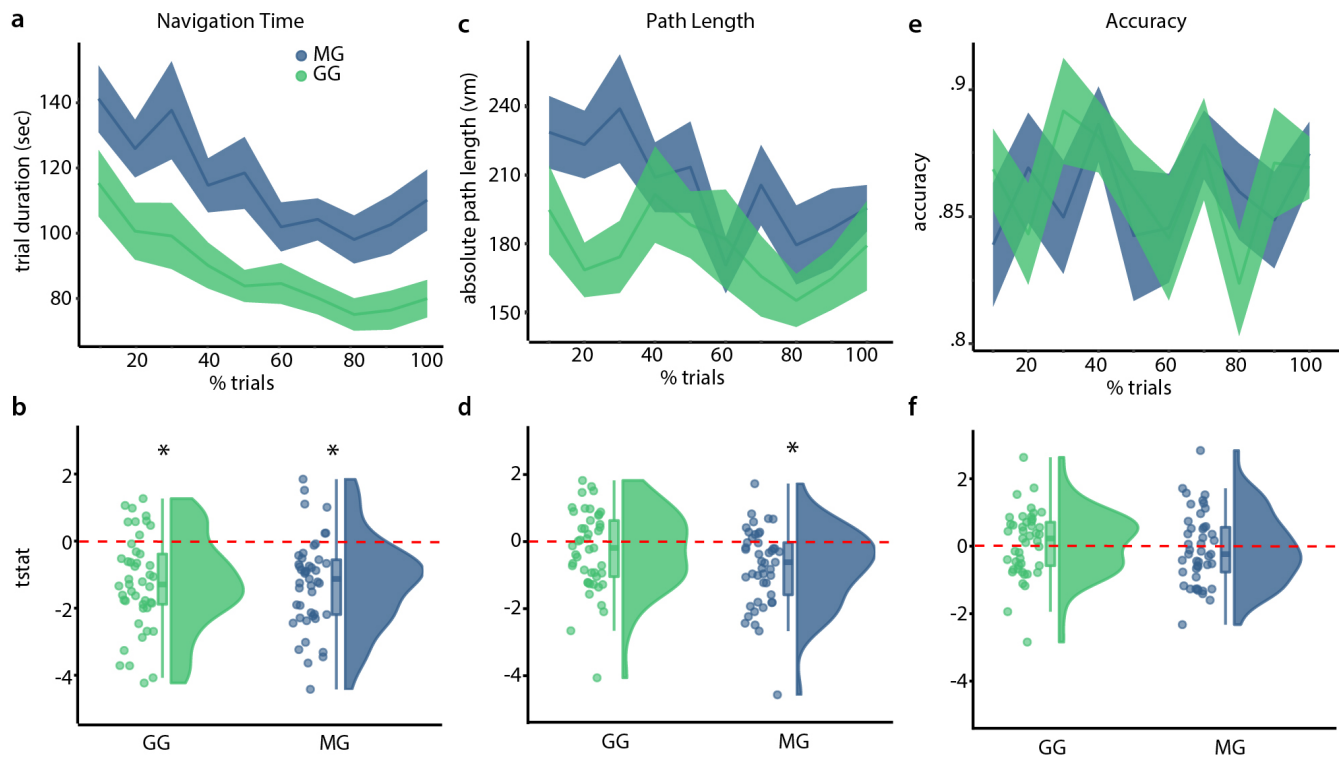 a
Navigation Time
MG
GG
trial duration (sec)
140
120
100
80
20 40 60 80 100
% trials
c
Path Length
absolute path length (vm)
240
210
180
150
20 40 60 80 100
% trials
e
Accuracy
accuracy
.9
.85
.8
20 40 60 80 100
% trials
b
tstat
2
0
-2
-4
* *
GG MG
d
2
0
-2
-4
*
GG MG
f
2
0
-2
-4
GG MG